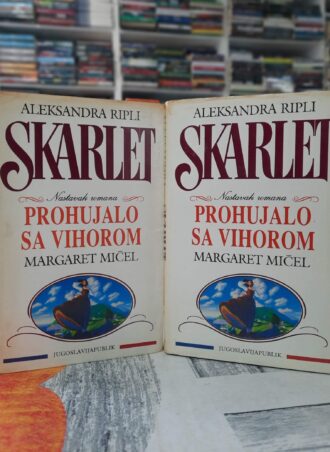 ALEKSANDRA RIPLI
SKARLET
Nastavak romana
PROHUJALO
SA VIHOROM
MARGARET MIČEL
JUGOSLAVIJAPUBLIK
ALEKSANDRA RIPLI
SKARLET
Nastavak romana
PROHUJALO
SA VIHOROM
MARGARET MIČEL
JUGOSLAVIJAPUBLIK